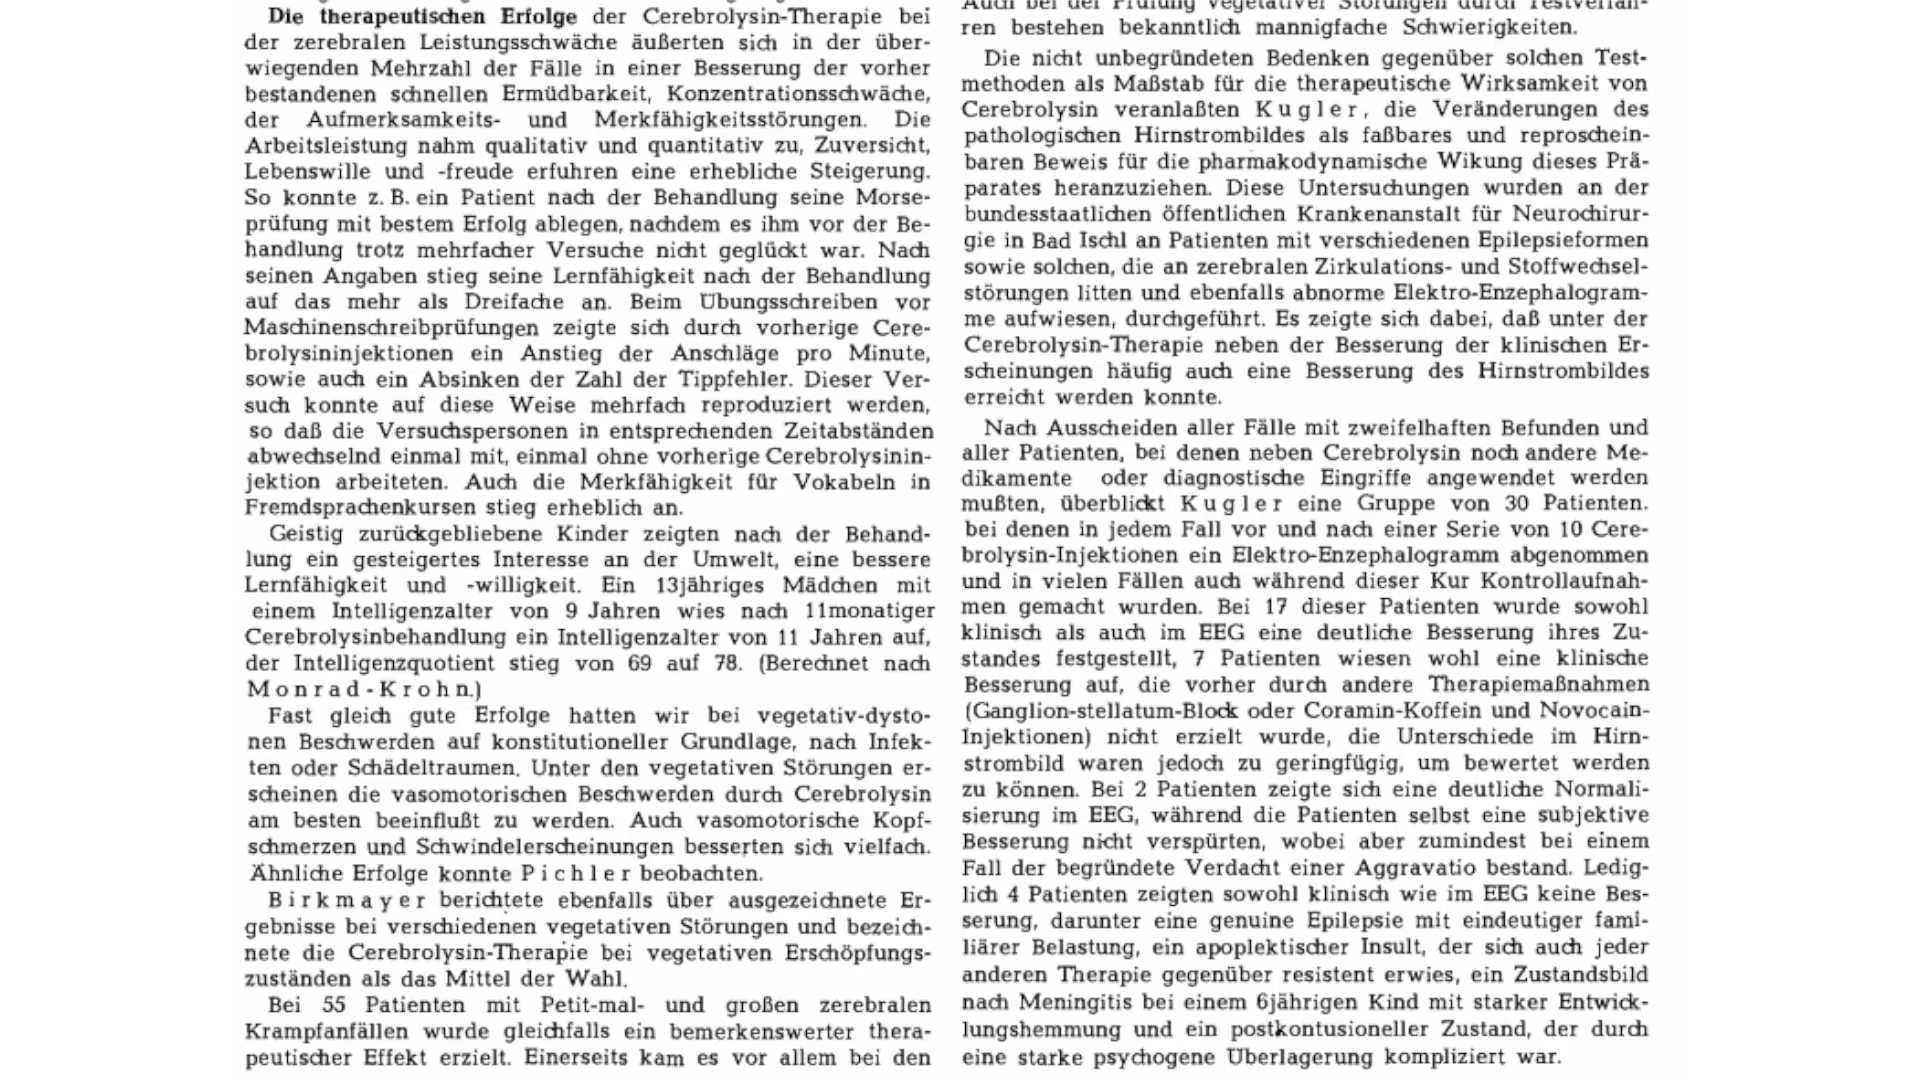 Die therapeutischen Erfolge der Cerebrolysin-Therapie bei
der zerebralen Leistungsschwäche äußerten sich in der über-
wiegenden Mehrzahl der Fälle in einer Besserung der vorher
bestandenen schnellen Ermüdbarkeit, Konzentrationsschwäche,
der Aufmerksamkeits- und Merkfähigkeitsstörungen. Die
Arbeitsleistung nahm qualitativ und quantitativ zu, Zuversicht,
Lebenswille und -freude erfuhren eine erhebliche Steigerung.
So konnte z. B. ein Patient nach der Behandlung seine Morse-
prüfung mit bestem Erfolg ablegen, nachdem es ihm vor der Be-
handlung trotz mehrfacher Versuche nicht geglückt war. Nach
seinen Angaben stieg seine Lernfähigkeit nach der Behandlung
auf das mehr als Dreifache an. Beim Übungsschreiben vor
Maschinenschreibprüfungen zeigte sich durch vorherige Cere-
brolysininjektionen ein Anstieg der Anschläge pro Minute,
sowie auch ein Absinken der Zahl der Tippfehler. Dieser Ver-
such konnte auf diese Weise mehrfach reproduziert werden,
so daß die Versuchspersonen in entsprechenden Zeitabständen
abwechselnd einmal mit, einmal ohne vorherige Cerebrolysinin-
jektion arbeiteten. Auch die Merkfähigkeit für Vokabeln in
Fremdsprachenkursen stieg erheblich an.
Geistig zurückgebliebene Kinder zeigten nach der Behand-
lung ein gesteigertes Interesse an der Umwelt, eine bessere
Lernfähigkeit und -willigkeit. Ein 13jähriges Mädchen mit
einem Intelligenzalter von 9 Jahren wies nach 11monatiger
Cerebrolysinbehandlung ein Intelligenzalter von 11 Jahren auf,
der Intelligenzquotient stieg von 69 auf 78. (Berechnet nach
Monrad-Krohn.)
Fast gleich gute Erfolge hatten wir bei vegetativ-dysto-
nen Beschwerden auf konstitutioneller Grundlage, nach Infek-
ten oder Schädeltraumen. Unter den vegetativen Störungen er-
scheinen die vasomotorischen Beschwerden durch Cerebrolysin
am besten beeinflußt zu werden. Auch vasomotorische Kopf-
schmerzen und Schwindelerscheinungen besserten sich vielfach.
Ähnliche Erfolge konnte Pichler beobachten.
Birkmayer berichtete ebenfalls über ausgezeichnete Er-
gebnisse bei verschiedenen vegetativen Störungen und bezeich-
nete die Cerebrolysin-Therapie bei vegetativen Erschöpfungs-
zuständen als das Mittel der Wahl.
Bei 55 Patienten mit Petit-mal- und großen zerebralen
Krampfanfällen wurde gleichfalls ein bemerkenswerter thera-
peutischer Effekt erzielt. Einerseits kam es vor allem bei den
Auch bei der Prüfung vegetativer Störungen durch Testverfah-
ren bestehen bekanntlich mannigfache Schwierigkeiten.
Die nicht unbegründeten Bedenken gegenüber solchen Test-
methoden als Maßstab für die therapeutische Wirksamkeit von
Cerebrolysin veranlaßten Kugler, die Veränderungen des
pathologischen Hirnstrombildes als faßbares und reproschein-
baren Beweis für die pharmakodynamische Wikung dieses Prä-
parates heranzuziehen. Diese Untersuchungen wurden an der
bundesstaatlichen öffentlichen Krankenanstalt für Neurochirur-
gie in Bad Ischl an Patienten mit verschiedenen Epilepsieformen
sowie solchen, die an zerebralen Zirkulations- und Stoffwechsel-
störungen litten und ebenfalls abnorme Elektro-Enzephalogram-
me aufwiesen, durchgeführt. Es zeigte sich dabei, daß unter der
Cerebrolysin-Therapie neben der Besserung der klinischen Er-
scheinungen häufig auch eine Besserung des Hirnstrombildes
erreicht werden konnte.
Nach Ausscheiden aller Fälle mit zweifelhaften Befunden und
aller Patienten, bei denen neben Cerebrolysin noch andere Me-
dikamente oder diagnostische Eingriffe angewendet werden
mußten, überblickt Kugler eine Gruppe von 30 Patienten.
bei denen in jedem Fall vor und nach einer Serie von 10 Cere-
brolysin-Injektionen ein Elektro-Enzephalogramm abgenommen
und in vielen Fällen auch während dieser Kur Kontrollaufnah-
men gemacht wurden. Bei 17 dieser Patienten wurde sowohl
klinisch als auch im EEG eine deutliche Besserung ihres Zu-
standes festgestellt, 7 Patienten wiesen wohl eine klinische
Besserung auf, die vorher durch andere Therapiemaßnahmen
(Ganglion-stellatum-Block oder Coramin-Koffein und Novocain-
Injektionen) nicht erzielt wurde, die Unterschiede im Hirn-
strombild waren jedoch zu geringfügig, um bewertet werden
zu können. Bei 2 Patienten zeigte sich eine deutliche Normali-
sierung im EEG, während die Patienten selbst eine subjektive
Besserung nicht verspürten, wobei aber zumindest bei einem
Fall der begründete Verdacht einer Aggravatio bestand. Ledig-
lich 4 Patienten zeigten sowohl klinisch wie im EEG keine Bes-
serung, darunter eine genuine Epilepsie mit eindeutiger fami-
liärer Belastung, ein apoplektischer Insult, der sich auch jeder
anderen Therapie gegenüber resistent erwies, ein Zustandsbild
nach Meningitis bei einem 6jährigen Kind mit starker Entwick-
lungshemmung und ein postkontusioneller Zustand, der durch
eine starke psychogene Überlagerung kompliziert war.